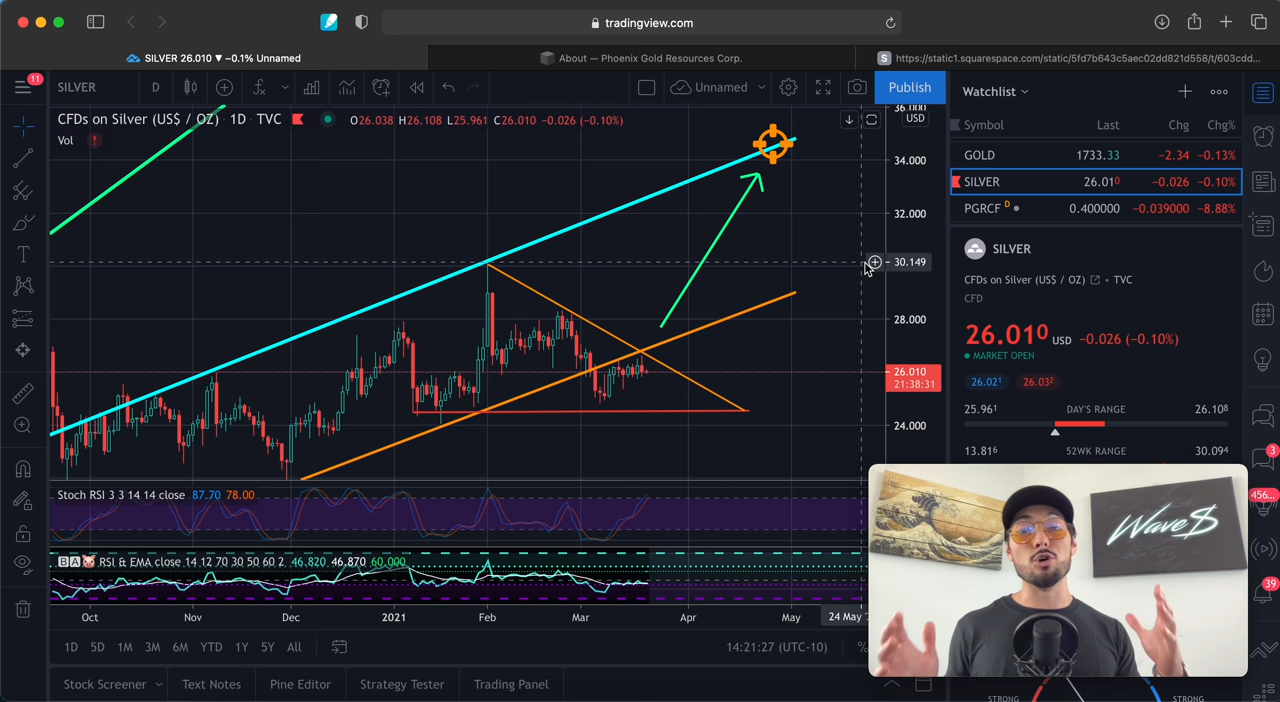 tradingview.com
SILVER 26.010 ▼ −0.1% Unnamed
About — Phoenix Gold Resources Corp.
S https://static1.squarespace.com/static/5fd7b643c5aec02dd821d558/t/603cdd...
11
SILVER D Unnamed Publish
CFDs on Silver (US$ / OZ) · 1D · TVC O26.038 H26.108 L25.961 C26.010 −0.026 (−0.10%)
Vol !
36.000
USD
34.000
32.000
30.149
28.000
26.010
21:38:31
24.000
Stoch RSI 3 3 14 14 close 87.70 78.00
BA RSI & EMA close 14 12 70 30 50 60 2 46.820 46.870 60.000
Oct Nov Dec 2021 Feb Mar Apr May 24 May
1D 5D 1M 3M 6M YTD 1Y 5Y All 14:21:27 (UTC-10) %
Stock Screener Text Notes Pine Editor Strategy Tester Trading Panel
Watchlist
Symbol Last Chg Chg%
GOLD 1733.33 −2.34 −0.13%
SILVER 26.010 −0.026 −0.10%
PGRCF D 0.400000 −0.039000 −8.88%
SILVER
CFDs on Silver (US$ / OZ) • TVC
CFD
26.010 USD −0.026 (−0.10%)
MARKET OPEN
26.021 26.032
25.961 DAY'S RANGE 26.108
13.816 52WK RANGE 30.094
Wave$
STRONG STRONG
3
456...
39